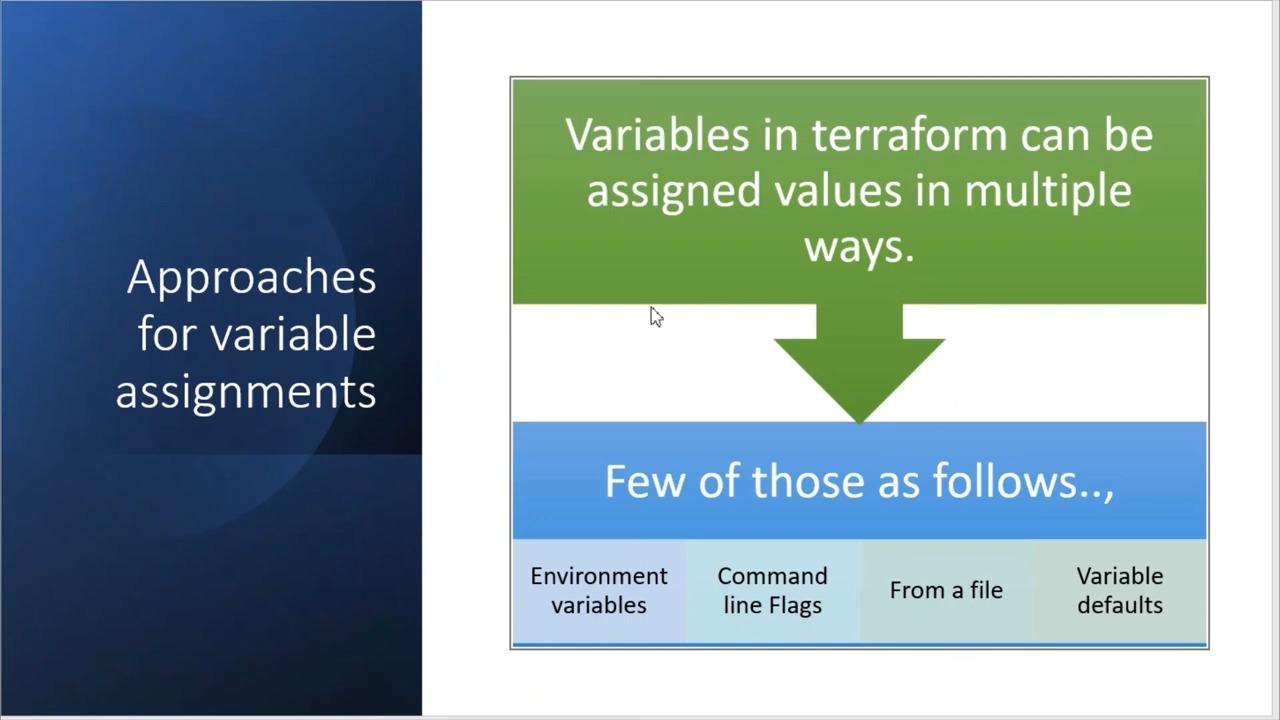 Approaches
for variable
assignments
Variables in terraform can be
assigned values in multiple
ways.
Few of those as follows..,
Environment
variables
Command
line Flags
From a file
Variable
defaults